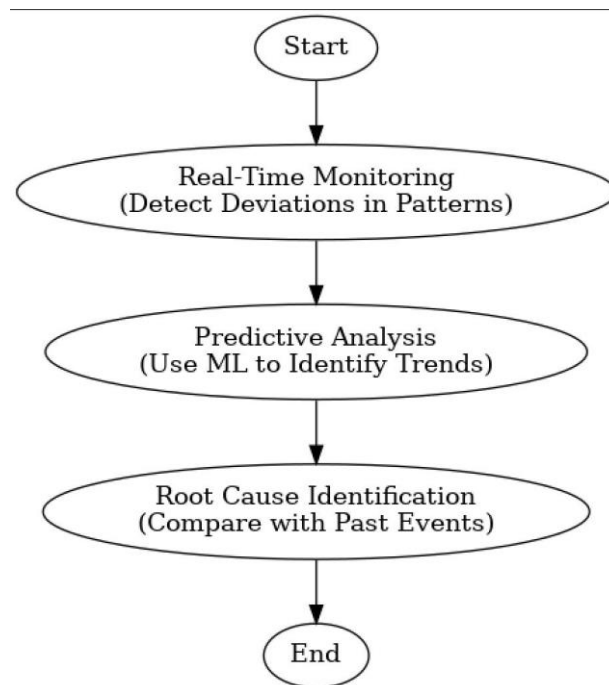 Start
Real-Time Monitoring
(Detect Deviations in Patterns)
Predictive Analysis
(Use ML to Identify Trends)
Root Cause Identification
(Compare with Past Events)
End